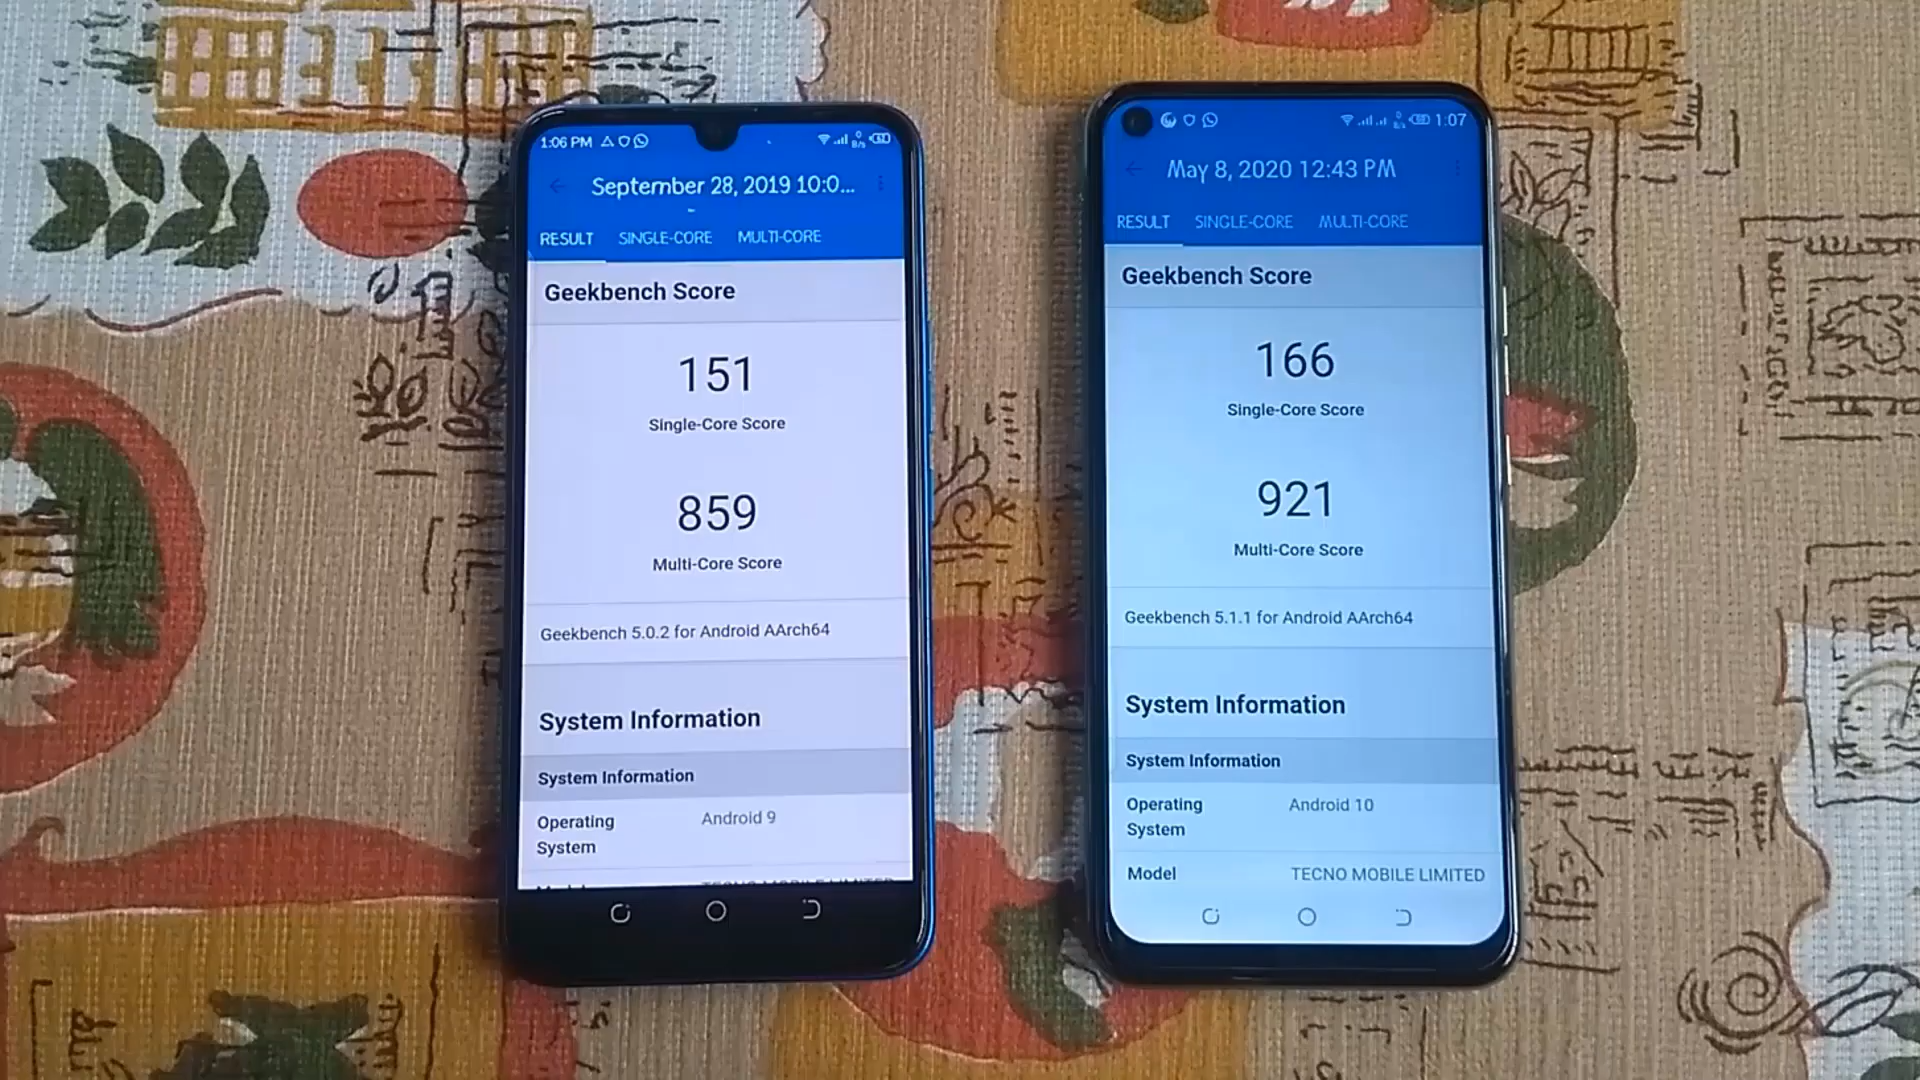 1:06 PM
September 28, 2019 10:0...
RESULT SINGLE-CORE MULTI-CORE
Geekbench Score
151
Single-Core Score
859
Multi-Core Score
Geekbench 5.0.2 for Android AArch64
System Information
System Information
Operating System Android 9
1:07
May 8, 2020 12:43 PM
RESULT SINGLE-CORE MULTI-CORE
Geekbench Score
166
Single-Core Score
921
Multi-Core Score
Geekbench 5.1.1 for Android AArch64
System Information
System Information
Operating System Android 10
Model TECNO MOBILE LIMITED